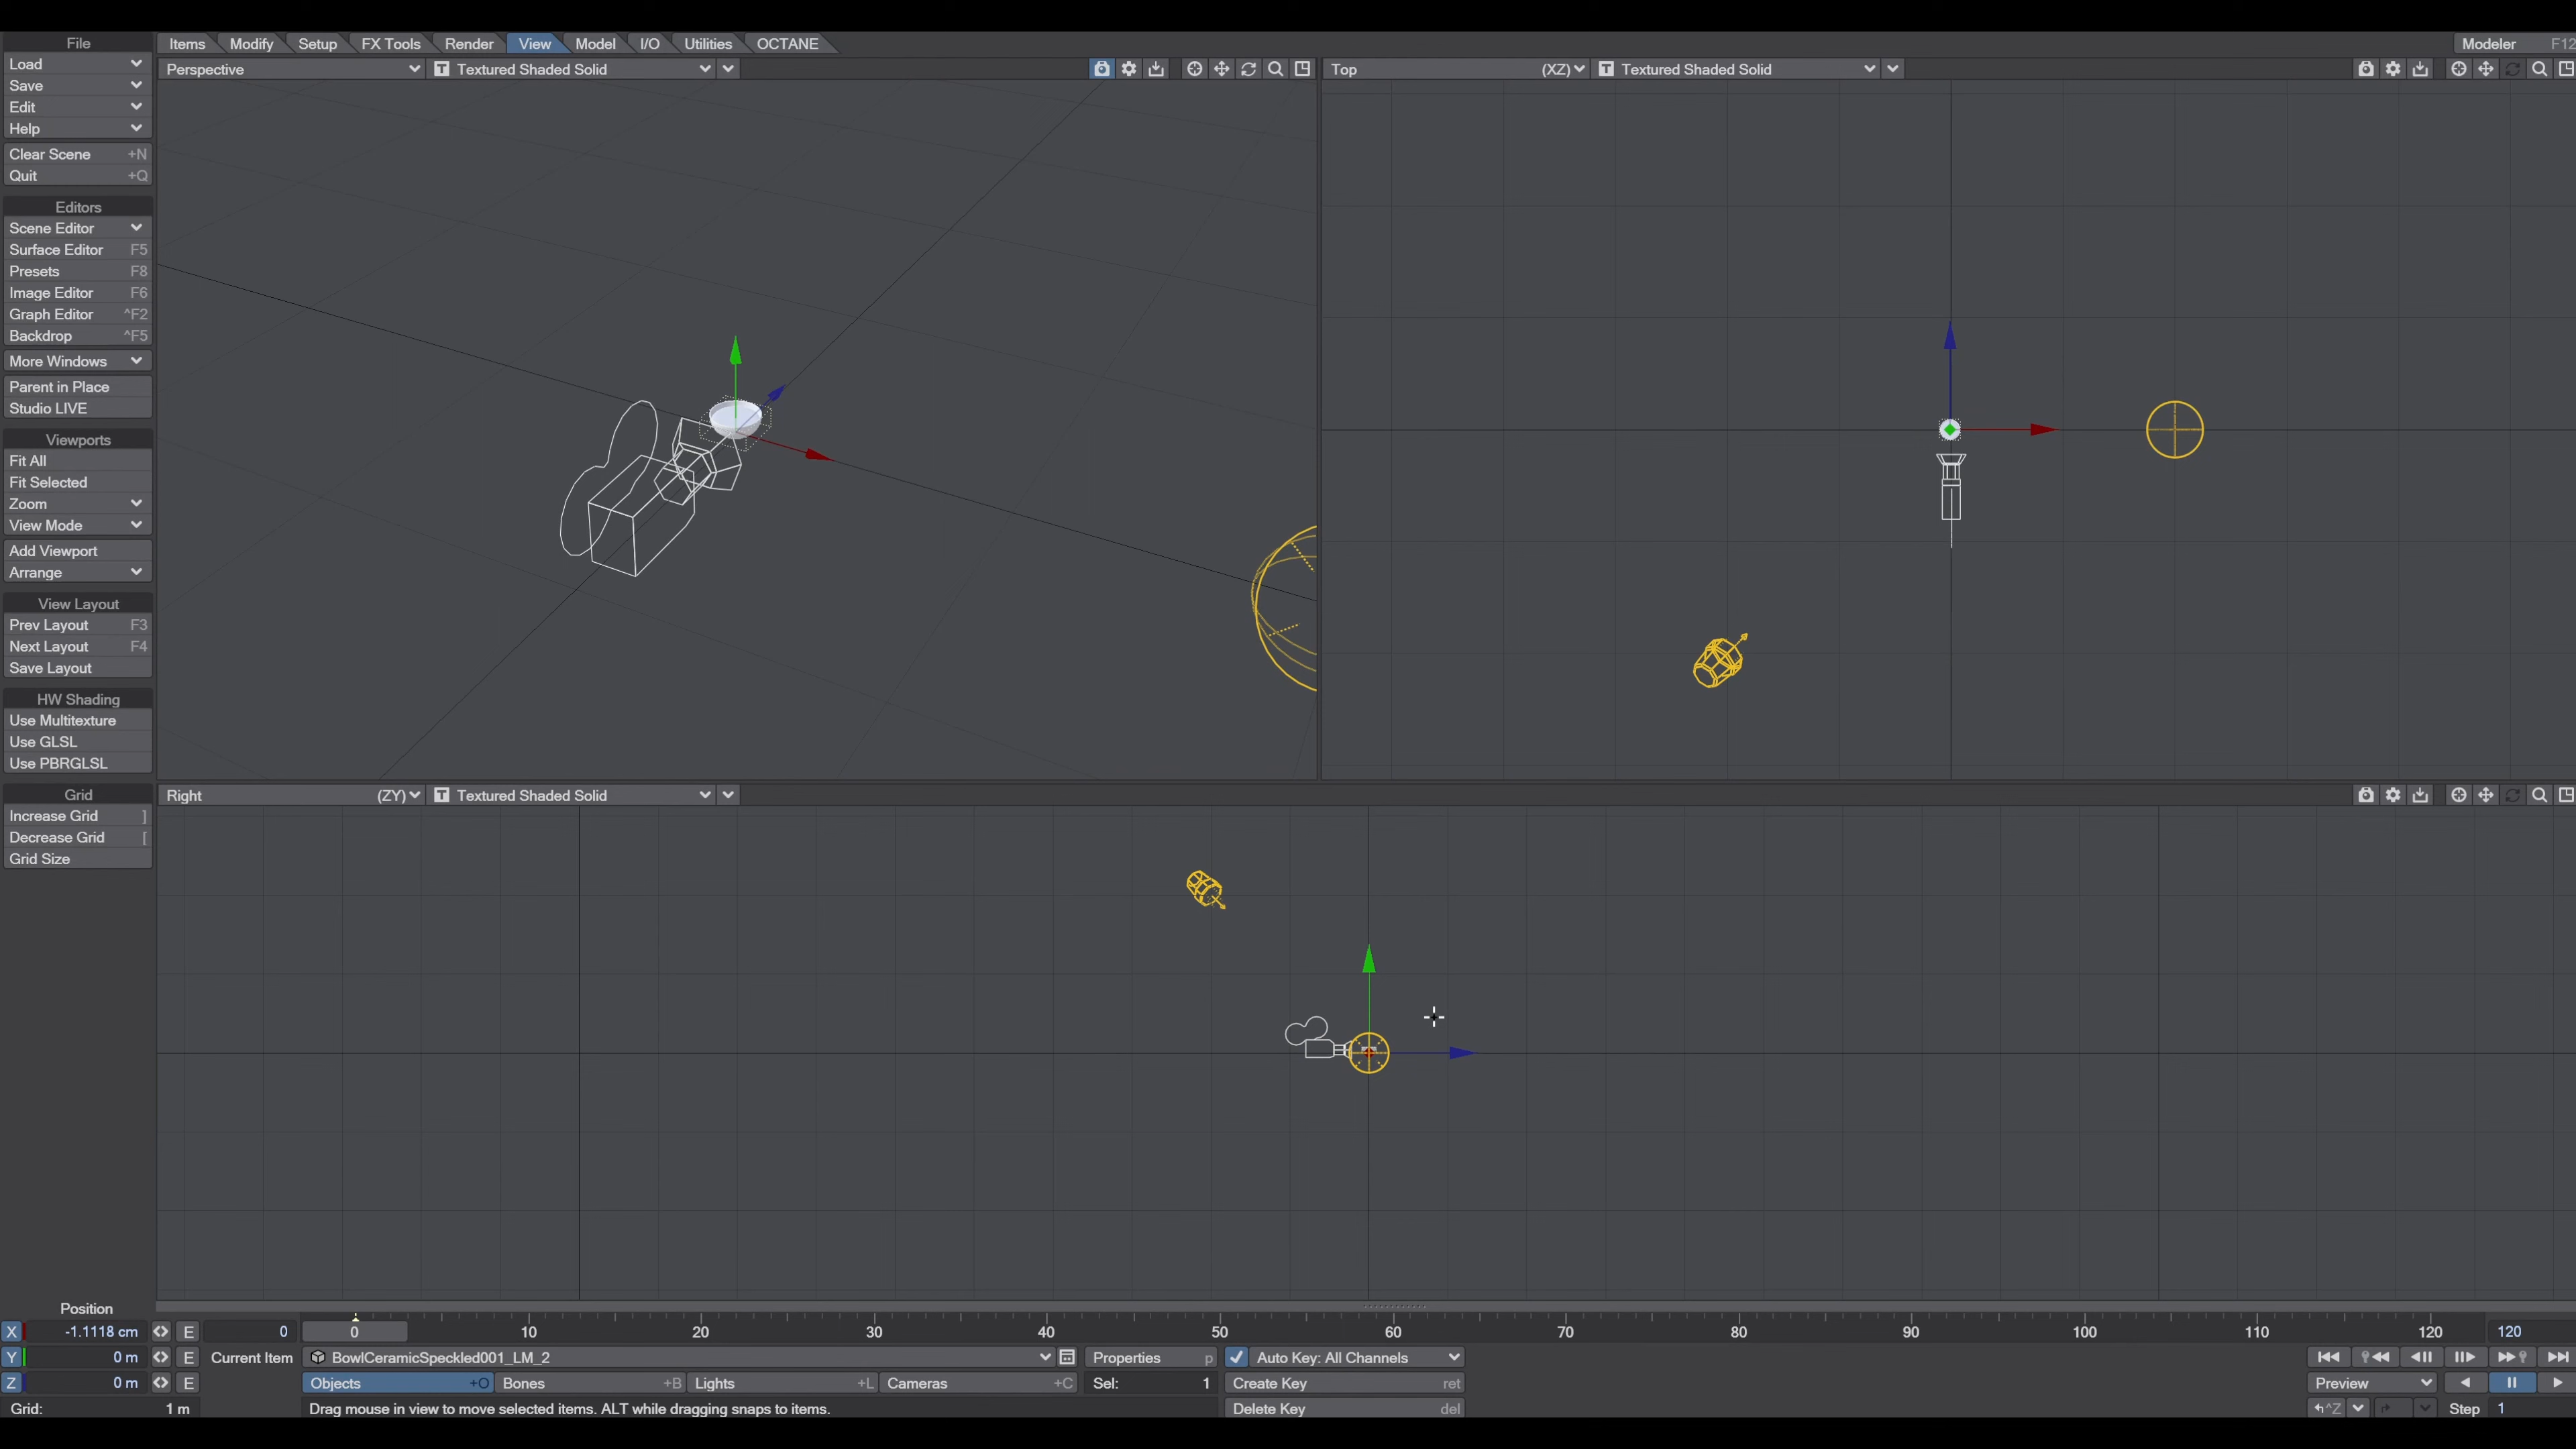 File Items Modify Setup FX Tools Render View Model I/O Utilities OCTANE Modeler F12
Load Perspective T Textured Shaded Solid Top (XZ) T Textured Shaded Solid
Save
Edit
Help
Clear Scene +N
Quit +Q
Editors
Scene Editor
Surface Editor F5
Presets F8
Image Editor F6
Graph Editor ^F2
Backdrop ^F5
More Windows
Parent in Place
Studio LIVE
Viewports
Fit All
Fit Selected
Zoom
View Mode
Add Viewport
Arrange
View Layout
Prev Layout F3
Next Layout F4
Save Layout
HW Shading
Use Multitexture
Use GLSL
Use PBRGLSL
Grid Right (ZY) T Textured Shaded Solid
Increase Grid ]
Decrease Grid [
Grid Size
Position
X -1.1118 cm E 0 0 10 20 30 40 50 60 70 80 90 100 110 120 120
Y 0 m E Current Item BowlCeramicSpeckled001_LM_2 Properties p Auto Key: All Channels
Z 0 m E Objects +O Bones +B Lights +L Cameras +C Sel: 1 Create Key ret Preview
Grid: 1 m Drag mouse in view to move selected items. ALT while dragging snaps to items. Delete Key del ^Z Step 1